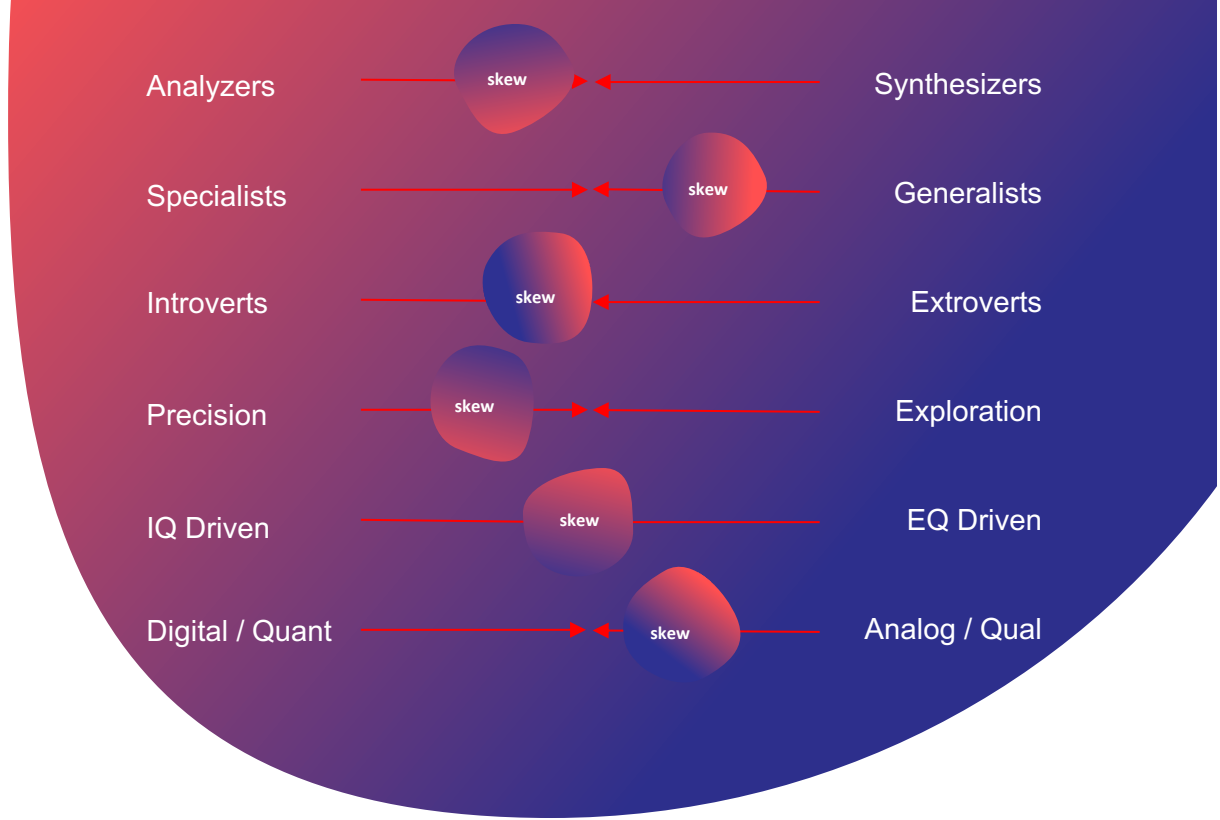 Analyzers skew Synthesizers
Specialists skew Generalists
Introverts skew Extroverts
Precision skew Exploration
IQ Driven skew EQ Driven
Digital / Quant skew Analog / Qual